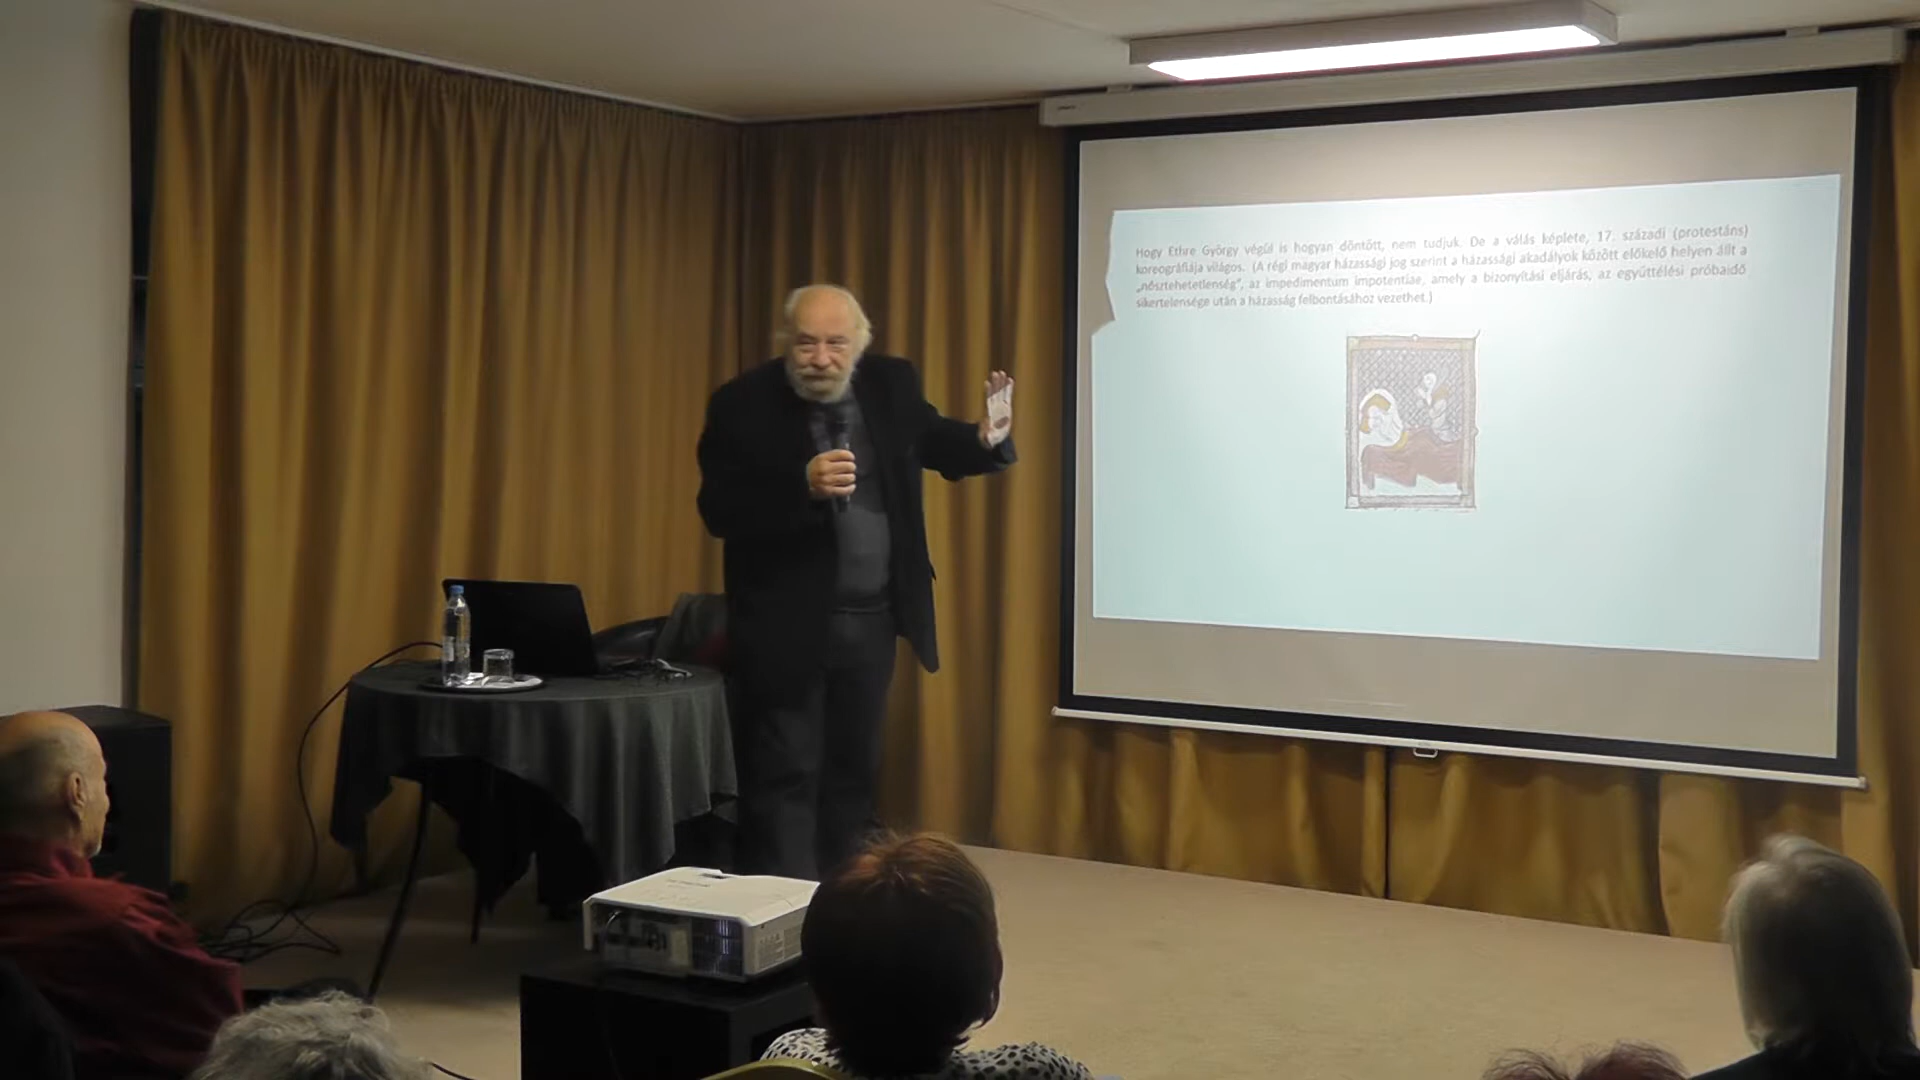 Hogy Ethre György végül is hogyan döntött, nem tudjuk. De a válás képlete, 17. századi (protestáns)
koreográfiája világos. (A régi magyar házassági jog szerint a házassági akadályok között előkelő helyen állt a
„nésztehetetlenség”, az impedimentum impotentiae, amely a bizonyítási eljárás, az együttélési próbaidő
sikertelensége után a házasság felbontásához vezethet.)